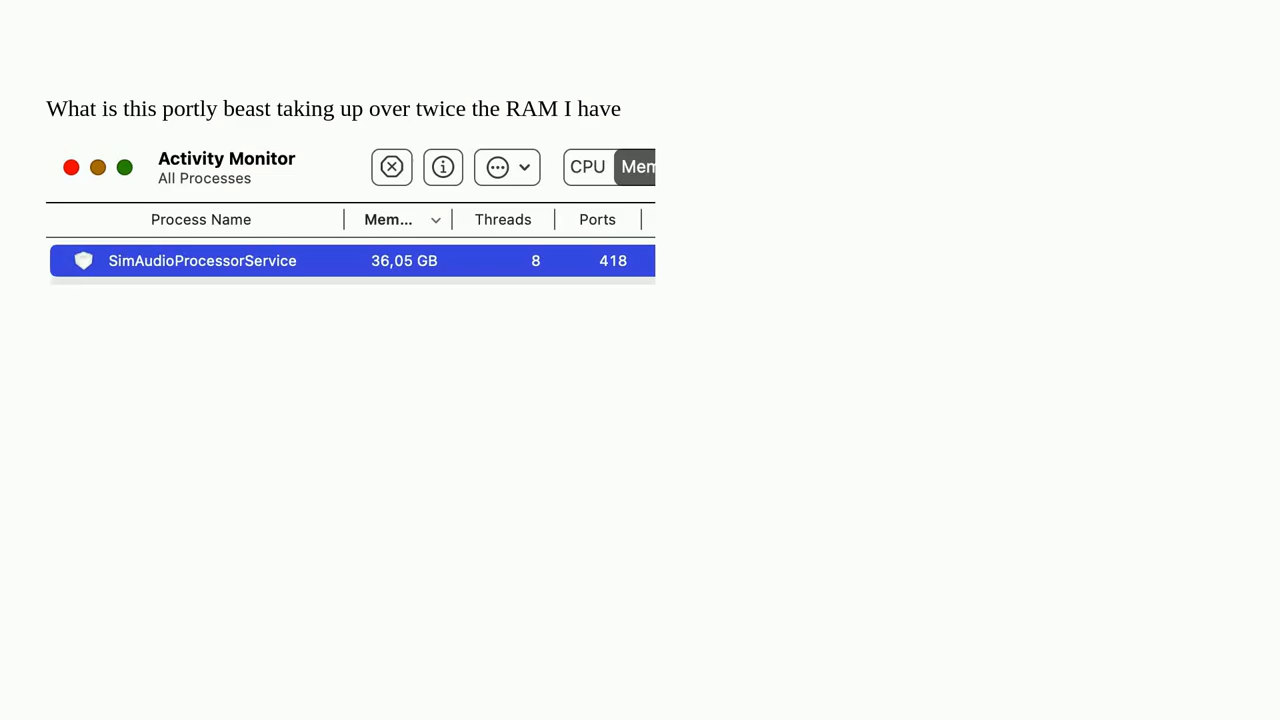 What is this portly beast taking up over twice the RAM I have
Activity Monitor
All Processes
CPU Mem
Process Name Mem... Threads Ports
SimAudioProcessorService 36,05 GB 8 418